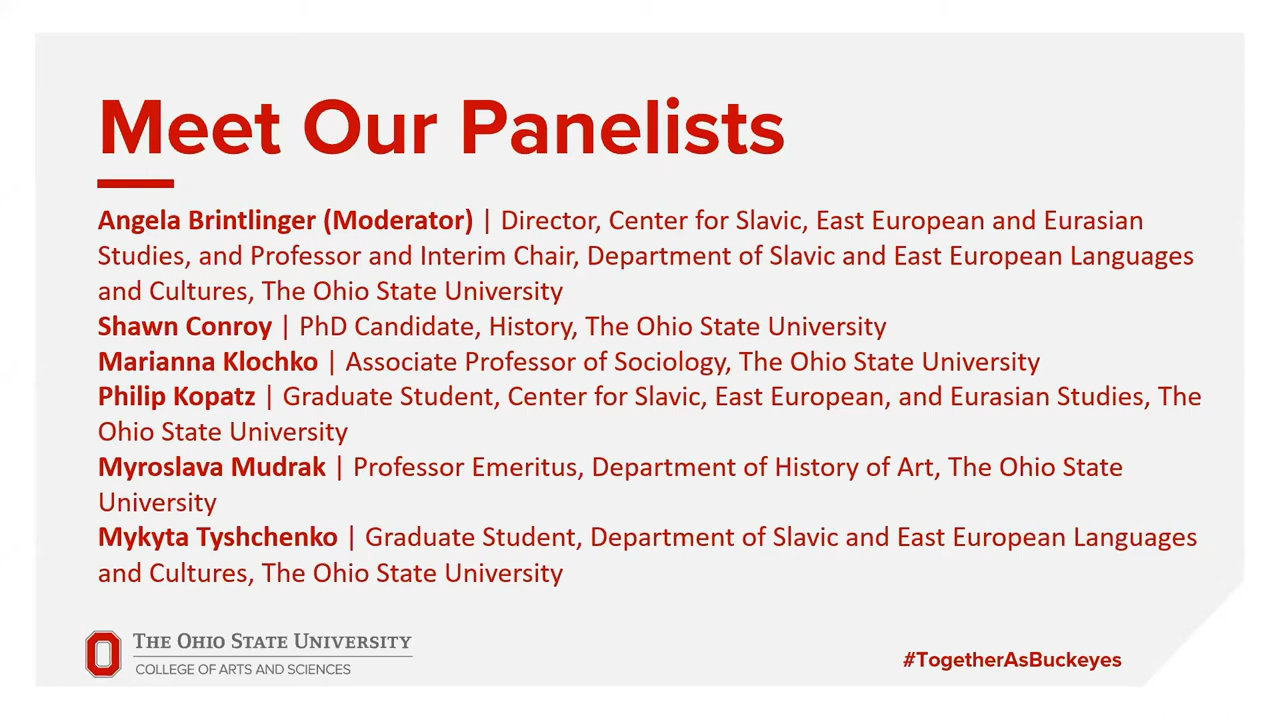 Meet Our Panelists
Angela Brintlinger (Moderator) | Director, Center for Slavic, East European and Eurasian
Studies, and Professor and Interim Chair, Department of Slavic and East European Languages
and Cultures, The Ohio State University
Shawn Conroy | PhD Candidate, History, The Ohio State University
Marianna Klochko | Associate Professor of Sociology, The Ohio State University
Philip Kopatz | Graduate Student, Center for Slavic, East European, and Eurasian Studies, The
Ohio State University
Myroslava Mudrak | Professor Emeritus, Department of History of Art, The Ohio State
University
Mykyta Tyshchenko | Graduate Student, Department of Slavic and East European Languages
and Cultures, The Ohio State University
THE OHIO STATE UNIVERSITY
COLLEGE OF ARTS AND SCIENCES
#TogetherAsBuckeyes